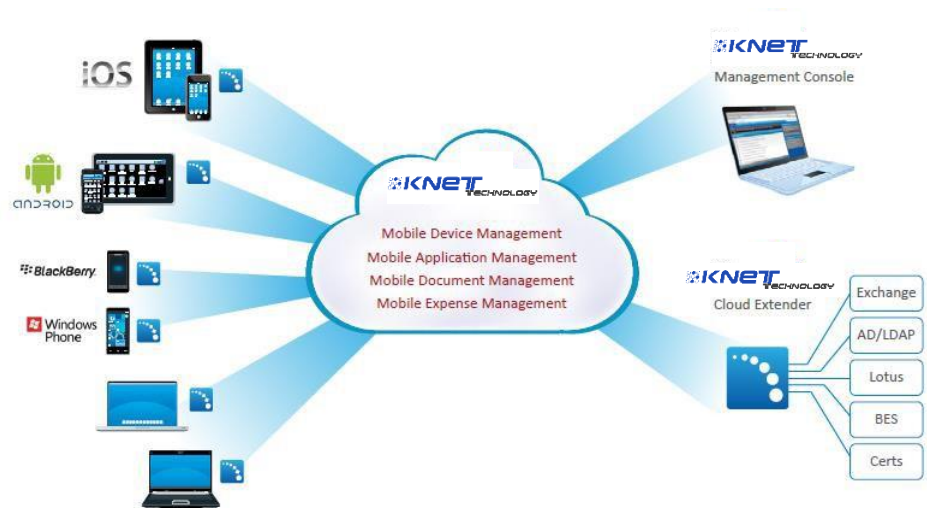 iOS
KNET
TECHNOLOGY
Management Console
ANDROID
KNET
TECHNOLOGY
Mobile Device Management
Mobile Application Management
Mobile Document Management
Mobile Expense Management
BlackBerry
Windows
Phone
KNET
TECHNOLOGY
Cloud Extender
Exchange
AD/LDAP
Lotus
BES
Certs